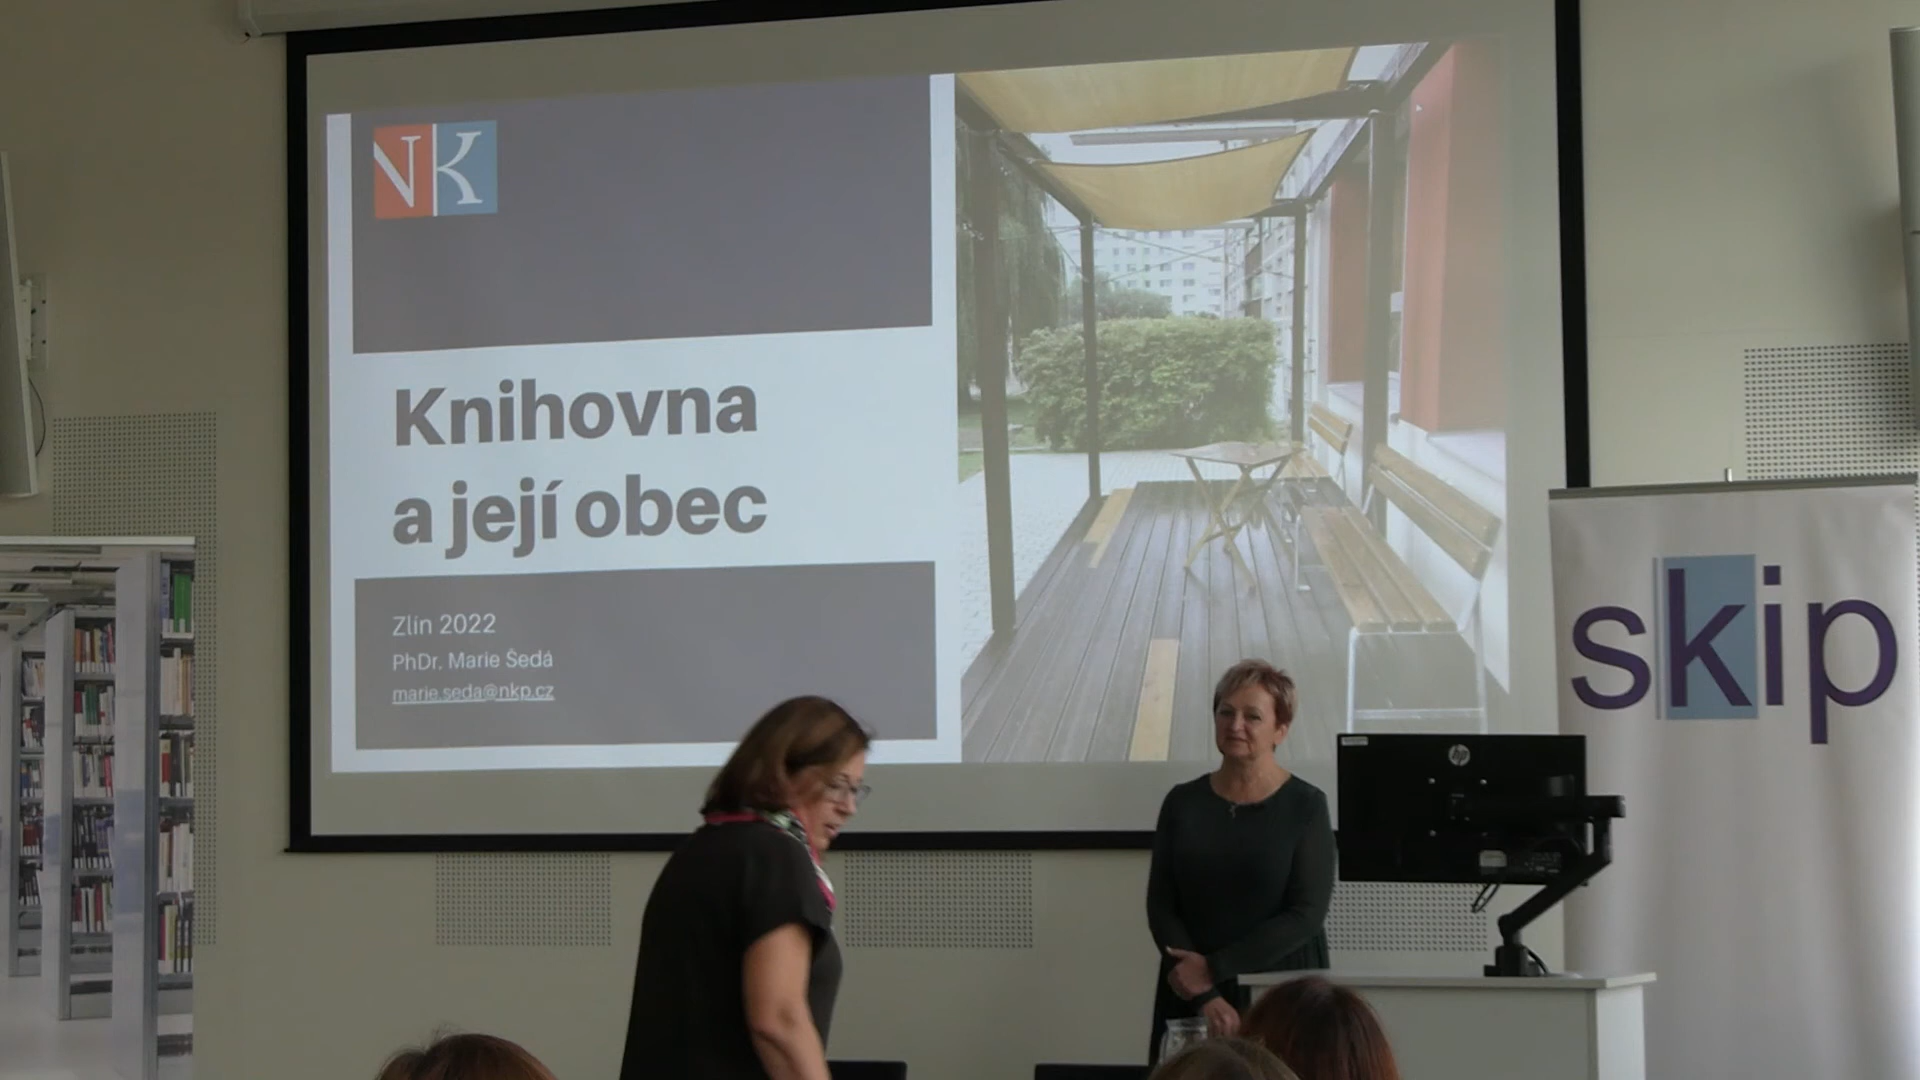 NK
Knihovna
a její obec
Zlín 2022
PhDr. Marie Šedá
marie.seda@nkp.cz
skip
hp